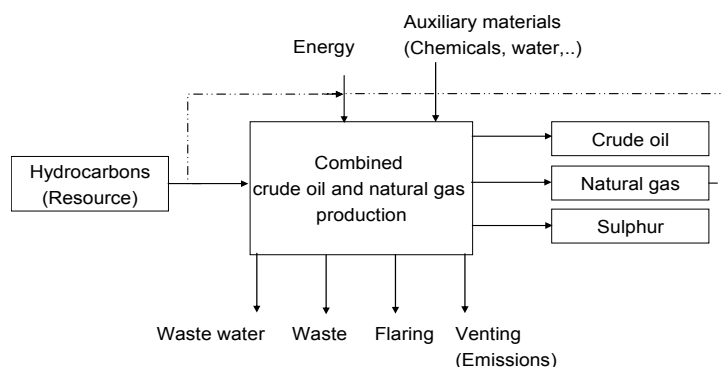 Auxiliary materials
(Chemicals, water,..)
Energy
Combined
crude oil and natural gas
production
Hydrocarbons
(Resource)
Crude oil
Natural gas
Sulphur
Waste water
Waste
Flaring
Venting
(Emissions)